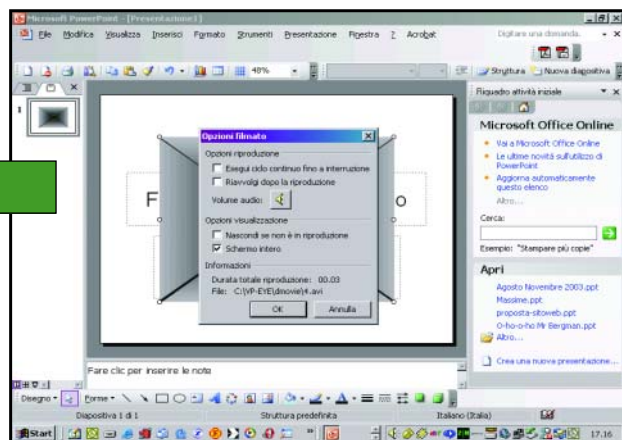 Microsoft PowerPoint - [Presentazione1]
File Modifica Visualizza Inserisci Formato Strumenti Presentazione Finestra ? Acrobat
Digitare una domanda.
48%
Struttura Nuova diapositiva
Riquadro attività iniziale
1
Microsoft Office Online
Vai a Microsoft Office Online
Le ultime novità sull'utilizzo di
PowerPoint
Aggiorna automaticamente
questo elenco
Altro...
Cerca:
Esempio: "Stampare più copie"
Apri
Agosto Novembre 2003.ppt
Massime.ppt
proposta-sitoweb.ppt
O-ho-o-ho Mr Bergman.ppt
Altro...
Crea una nuova presentazione...
Opzioni filmato
Opzioni riproduzione
Esegui ciclo continuo fino a interruzione
Riavvolgi dopo la riproduzione
Volume audio:
Opzioni visualizzazione
Nascondi se non è in riproduzione
Schermo intero
Informazioni
Durata totale riproduzione: 00.03
File: C:\VP-EYE\dmovie\4.avi
OK Annulla
F
o
Fare clic per inserire le note
Disegno Forme
Diapositiva 1 di 1 Struttura predefinita Italiano (Italia)
Start
17.16